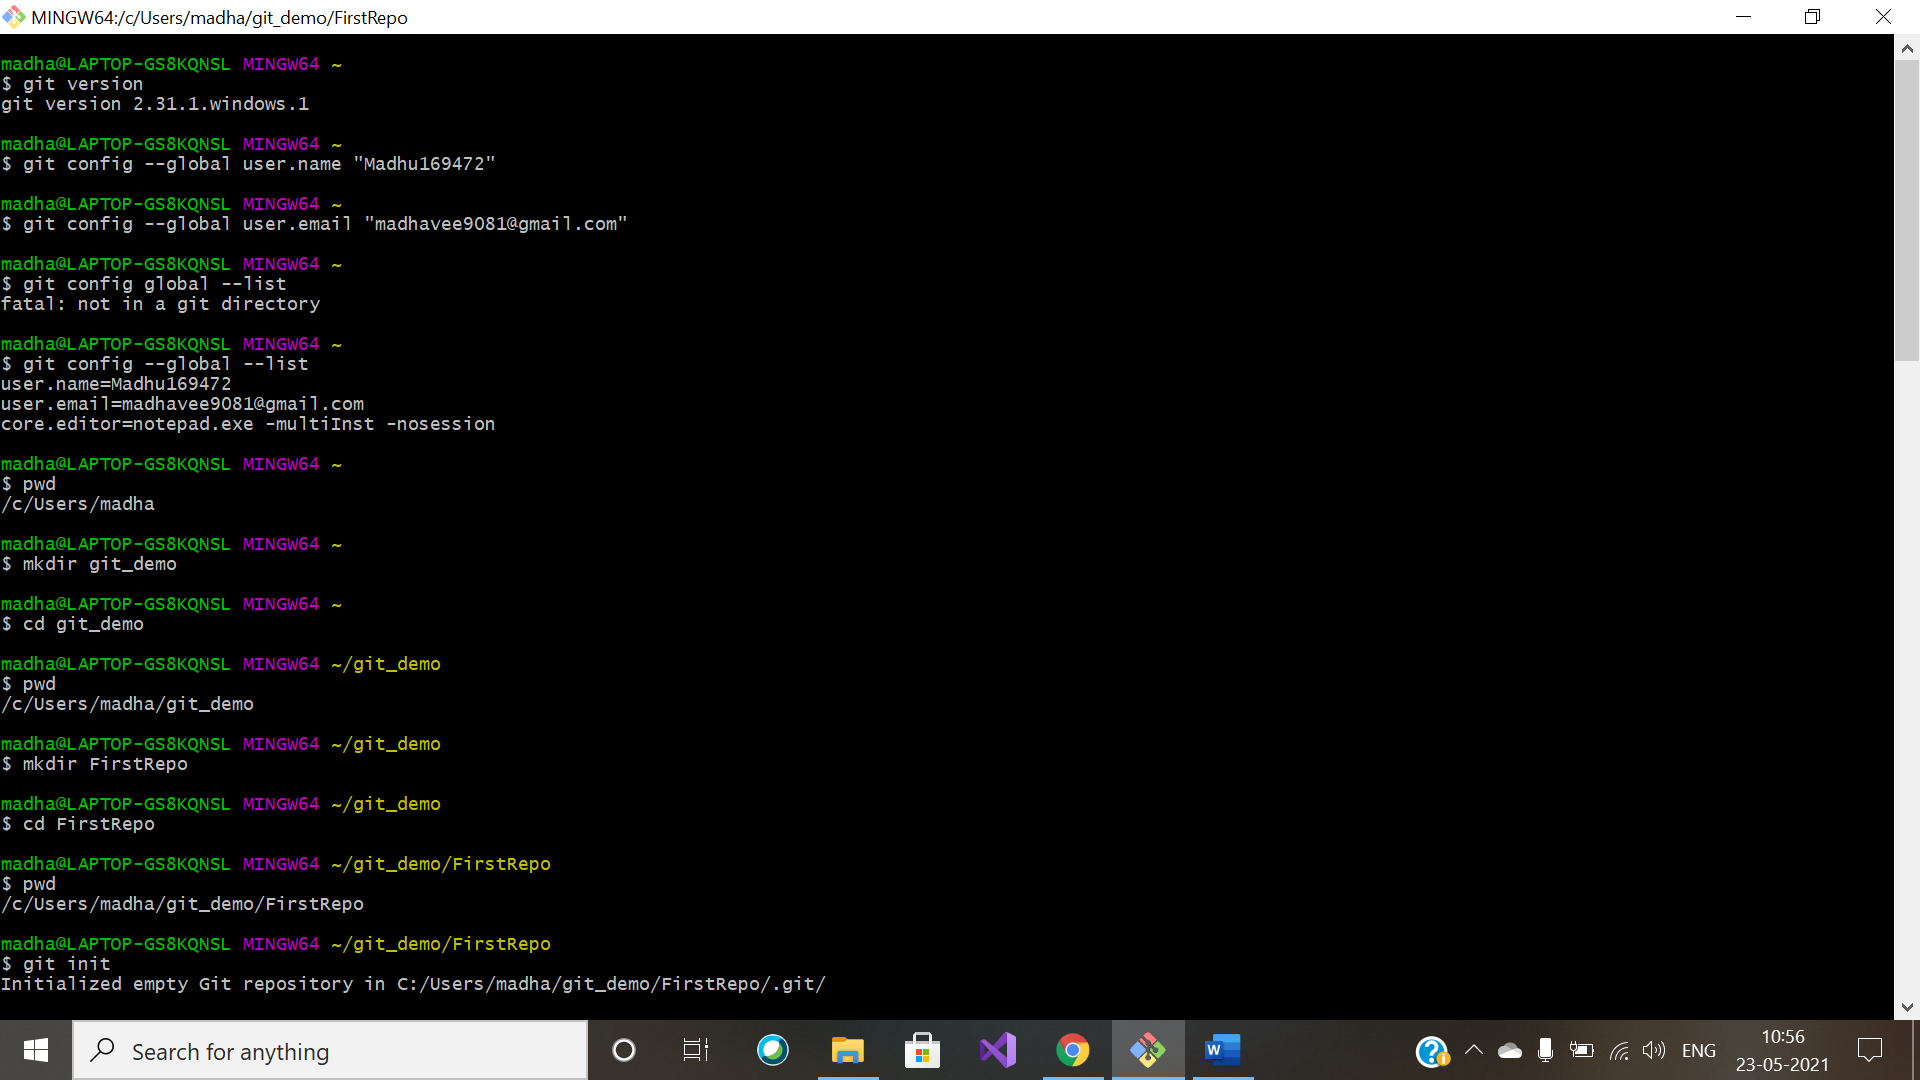 MINGW64:/c/Users/madha/git_demo/FirstRepo
madha@LAPTOP-GS8KQNSL MINGW64 ~
$ git version
git version 2.31.1.windows.1
madha@LAPTOP-GS8KQNSL MINGW64 ~
$ git config --global user.name "Madhu169472"
madha@LAPTOP-GS8KQNSL MINGW64 ~
$ git config --global user.email "madhavee9081@gmail.com"
madha@LAPTOP-GS8KQNSL MINGW64 ~
$ git config global --list
fatal: not in a git directory
madha@LAPTOP-GS8KQNSL MINGW64 ~
$ git config --global --list
user.name=Madhu169472
user.email=madhavee9081@gmail.com
core.editor=notepad.exe -multiInst -nosession
madha@LAPTOP-GS8KQNSL MINGW64 ~
$ pwd
/c/Users/madha
madha@LAPTOP-GS8KQNSL MINGW64 ~
$ mkdir git_demo
madha@LAPTOP-GS8KQNSL MINGW64 ~
$ cd git_demo
madha@LAPTOP-GS8KQNSL MINGW64 ~/git_demo
$ pwd
/c/Users/madha/git_demo
madha@LAPTOP-GS8KQNSL MINGW64 ~/git_demo
$ mkdir FirstRepo
madha@LAPTOP-GS8KQNSL MINGW64 ~/git_demo
$ cd FirstRepo
madha@LAPTOP-GS8KQNSL MINGW64 ~/git_demo/FirstRepo
$ pwd
/c/Users/madha/git_demo/FirstRepo
madha@LAPTOP-GS8KQNSL MINGW64 ~/git_demo/FirstRepo
$ git init
Initialized empty Git repository in C:/Users/madha/git_demo/FirstRepo/.git/
Search for anything
ENG
10:56
23-05-2021